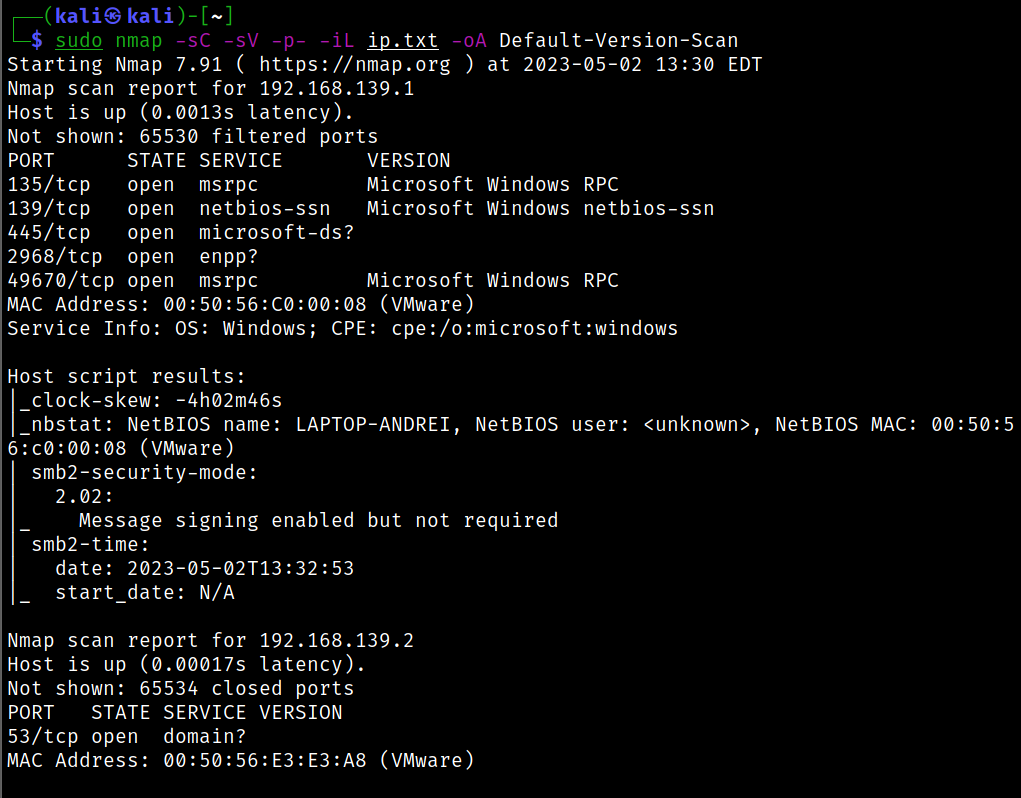 ┌──(kali㉿kali)-[~]
└─$ sudo nmap -sC -sV -p- -iL ip.txt -oA Default-Version-Scan
Starting Nmap 7.91 ( https://nmap.org ) at 2023-05-02 13:30 EDT
Nmap scan report for 192.168.139.1
Host is up (0.0013s latency).
Not shown: 65530 filtered ports
PORT      STATE SERVICE       VERSION
135/tcp   open  msrpc         Microsoft Windows RPC
139/tcp   open  netbios-ssn   Microsoft Windows netbios-ssn
445/tcp   open  microsoft-ds?
2968/tcp  open  enpp?
49670/tcp open  msrpc         Microsoft Windows RPC
MAC Address: 00:50:56:C0:00:08 (VMware)
Service Info: OS: Windows; CPE: cpe:/o:microsoft:windows

Host script results:
|_clock-skew: -4h02m46s
|_nbstat: NetBIOS name: LAPTOP-ANDREI, NetBIOS user: <unknown>, NetBIOS MAC: 00:50:5
6:c0:00:08 (VMware)
| smb2-security-mode:
|   2.02:
|_    Message signing enabled but not required
| smb2-time:
|   date: 2023-05-02T13:32:53
|_  start_date: N/A

Nmap scan report for 192.168.139.2
Host is up (0.00017s latency).
Not shown: 65534 closed ports
PORT   STATE SERVICE VERSION
53/tcp open  domain?
MAC Address: 00:50:56:E3:E3:A8 (VMware)